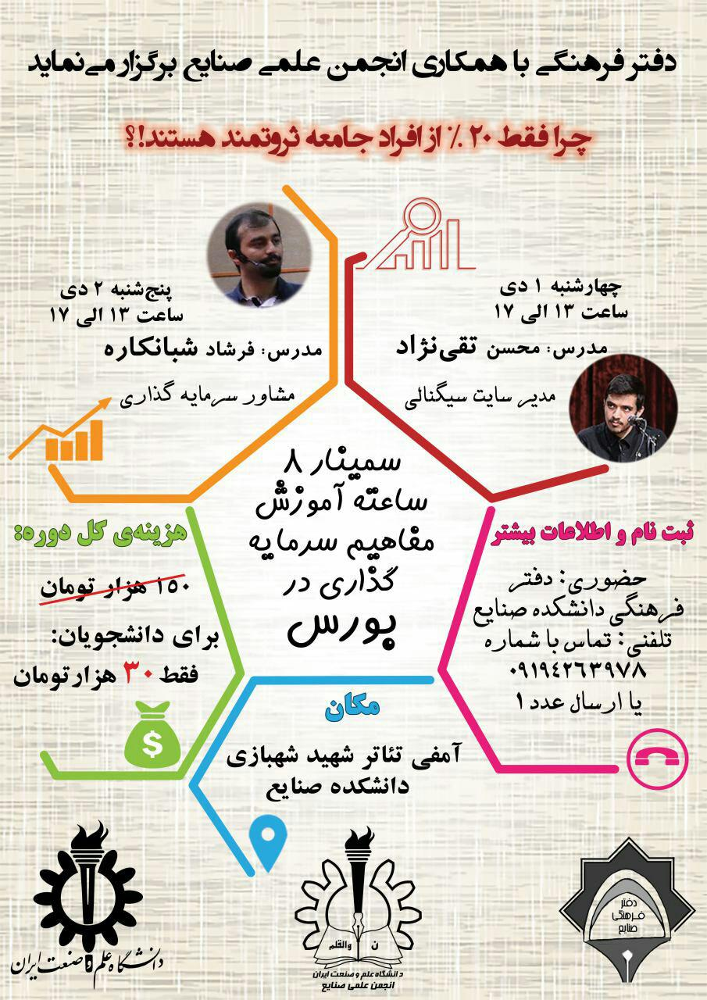 دفتر فرهنگی با همکاری انجمن علمی صنایع برگزار می‌نماید
چرا فقط ۲۰ ٪ از افراد جامعه ثروتمند هستند!؟
چهارشنبه ۱ دی
ساعت ۱۳ الی ۱۷
مدرس: محسن تقی‌نژاد
مدیر سایت سیگنالی
پنج‌شنبه ۲ دی
ساعت ۱۳ الی ۱۷
مدرس: فرشاد شبانکاره
مشاور سرمایه گذاری
سمینار ۸
ساعته آموزش
مفاهیم سرمایه
گذاری در
بورس
ثبت نام و اطلاعات بیشتر
حضوری: دفتر
فرهنگی دانشکده صنایع
تلفنی: تماس با شماره
۰۹۱۹۴۲۶۳۹۷۸
یا ارسال عدد ۱
هزینه‌ی کل دوره:
۱۵۰ هزار تومان
برای دانشجویان:
فقط ۳۰ هزار تومان
مکان
آمفی تئاتر شهید شهبازی
دانشکده صنایع
دفتر
فرهنگی
صنایع
ن والقلم
دانشگاه علم و صنعت ایران
انجمن علمی صنایع
دانشگاه علم و صنعت ایران